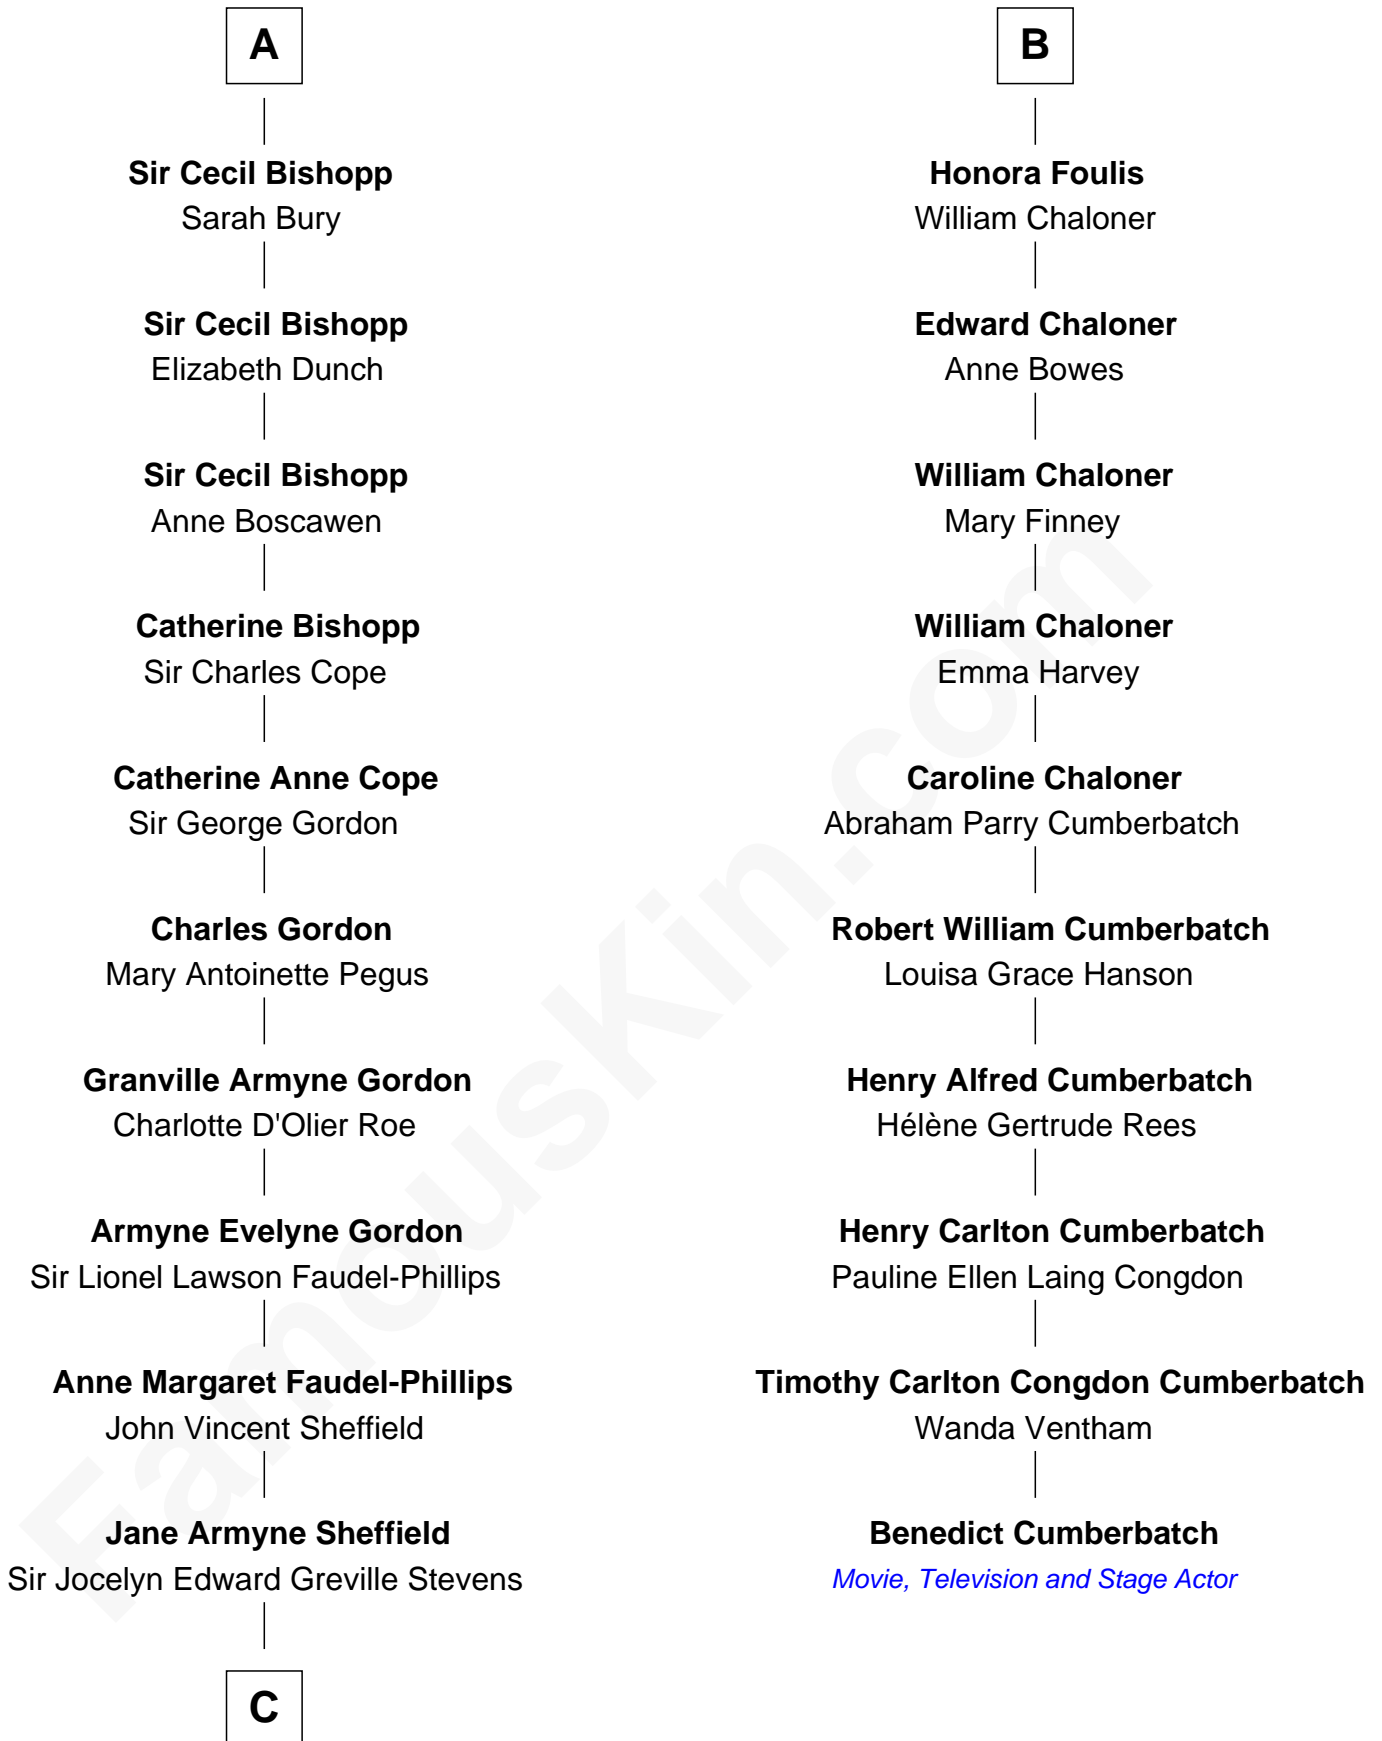 A
Sir Cecil Bishopp
Sarah Bury
Sir Cecil Bishopp
Elizabeth Dunch
Sir Cecil Bishopp
Anne Boscawen
Catherine Bishopp
Sir Charles Cope
Catherine Anne Cope
Sir George Gordon
Charles Gordon
Mary Antoinette Pegus
Granville Armyne Gordon
Charlotte D'Olier Roe
Armyne Evelyne Gordon
Sir Lionel Lawson Faudel-Phillips
Anne Margaret Faudel-Phillips
John Vincent Sheffield
Jane Armyne Sheffield
Sir Jocelyn Edward Greville Stevens
C
B
Honora Foulis
William Chaloner
Edward Chaloner
Anne Bowes
William Chaloner
Mary Finney
William Chaloner
Emma Harvey
Caroline Chaloner
Abraham Parry Cumberbatch
Robert William Cumberbatch
Louisa Grace Hanson
Henry Alfred Cumberbatch
Hélène Gertrude Rees
Henry Carlton Cumberbatch
Pauline Ellen Laing Congdon
Timothy Carlton Congdon Cumberbatch
Wanda Ventham
Benedict Cumberbatch
Movie, Television and Stage Actor
FamousKin.com